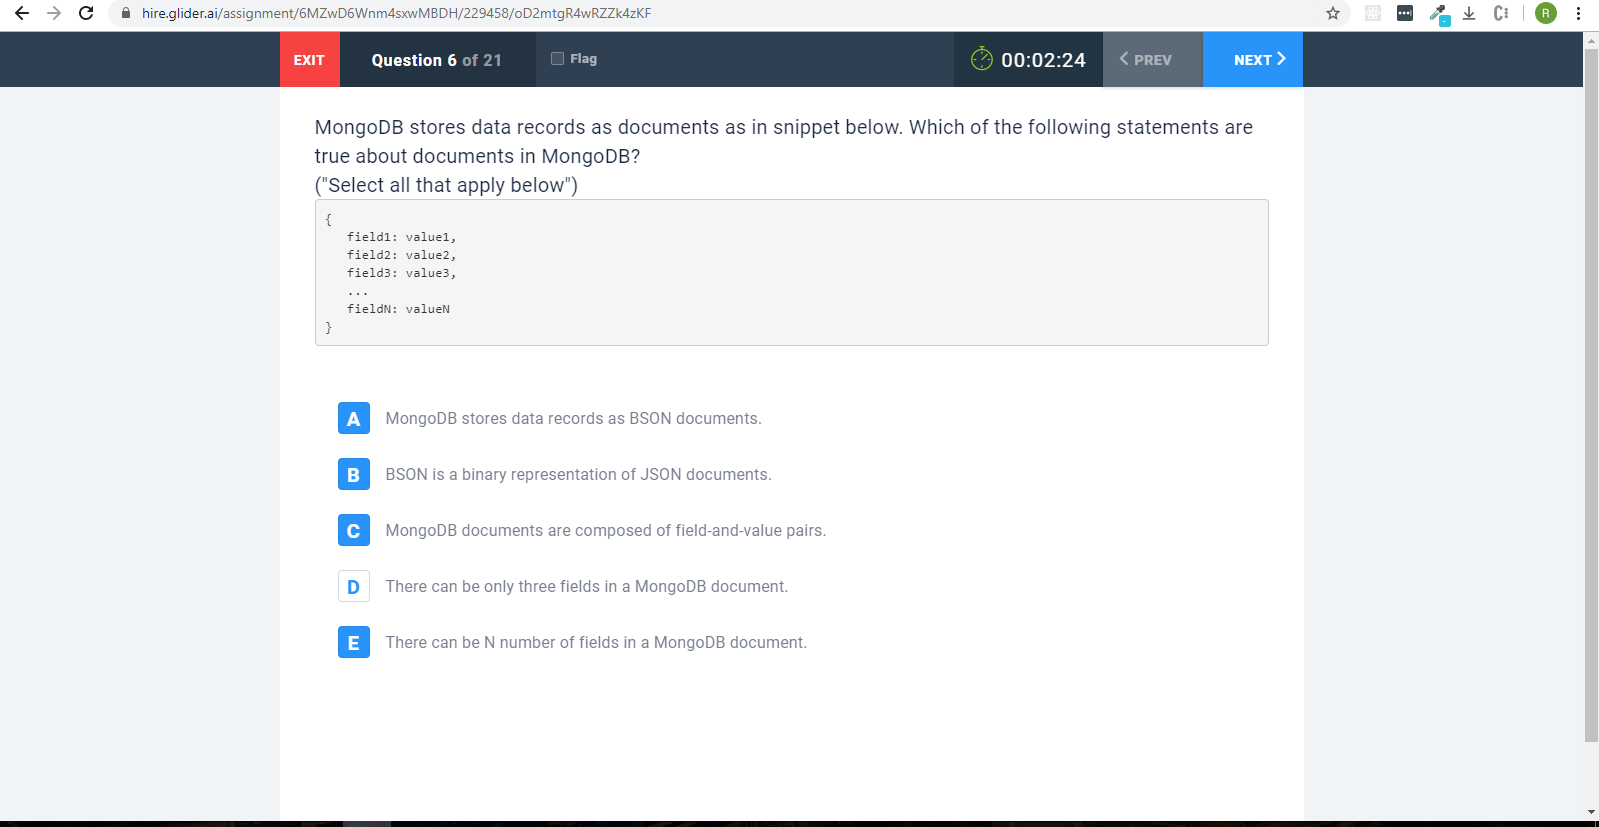 hire.glider.ai/assignment/6MZwD6Wnm4sxwMBDH/229458/oD2mtgR4wRZZk4zKF
R
EXIT
Question 6 of 21
Flag
00:02:24
PREV
NEXT
MongoDB stores data records as documents as in snippet below. Which of the following statements are
true about documents in MongoDB?
("Select all that apply below")
{
field1: value1,
field2: value2,
field3: value3,
...
fieldN: valueN
}
A MongoDB stores data records as BSON documents.
B BSON is a binary representation of JSON documents.
C MongoDB documents are composed of field-and-value pairs.
D There can be only three fields in a MongoDB document.
E There can be N number of fields in a MongoDB document.